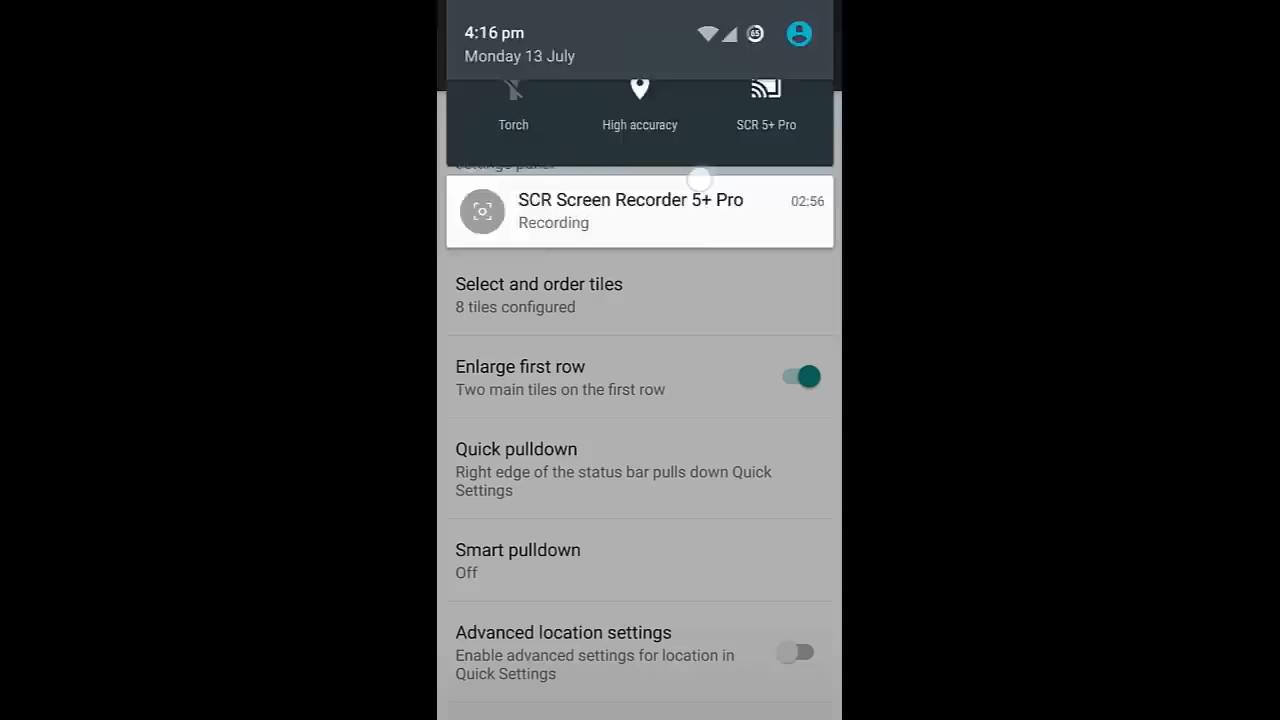 4:16 pm
65
Monday 13 July
Torch
High accuracy
SCR 5+ Pro
SCR Screen Recorder 5+ Pro
02:56
Recording
Select and order tiles
8 tiles configured
Enlarge first row
Two main tiles on the first row
Quick pulldown
Right edge of the status bar pulls down Quick
Settings
Smart pulldown
Off
Advanced location settings
Enable advanced settings for location in
Quick Settings